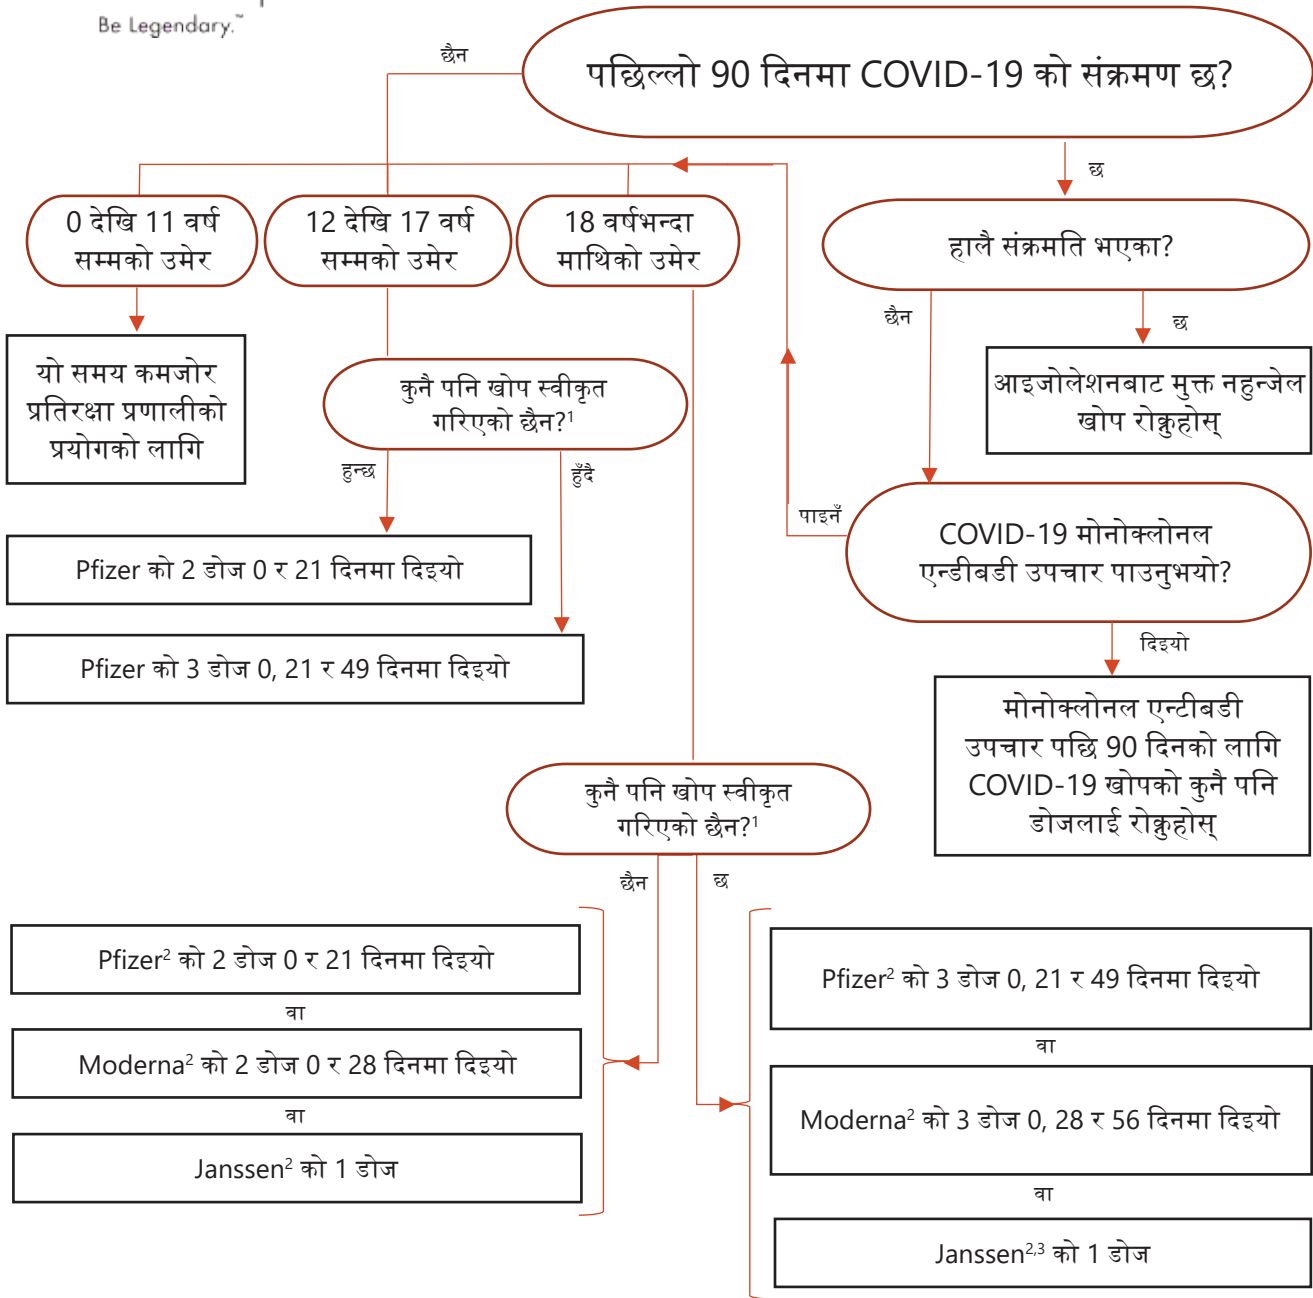 Be Legendary.™
पछिल्लो 90 दिनमा COVID-19 को संक्रमण छ?
छैन
छ
0 देखि 11 वर्ष
सम्मको उमेर
12 देखि 17 वर्ष
सम्मको उमेर
18 वर्षभन्दा
माथिको उमेर
हालै संक्रमति भएका?
छैन
छ
यो समय कमजोर
प्रतिरक्षा प्रणालीको
प्रयोगको लागि
कुनै पनि खोप स्वीकृत
गरिएको छैन?¹
आइजोलेशनबाट मुक्त नहुन्जेल
खोप रोक्नुहोस्
हुन्छ
हुँदै
पाइनँ
COVID-19 मोनोक्लोनल
एन्डीबडी उपचार पाउनुभयो?
Pfizer को 2 डोज 0 र 21 दिनमा दिइयो
Pfizer को 3 डोज 0, 21 र 49 दिनमा दिइयो
दिइयो
मोनोक्लोनल एन्टीबडी
उपचार पछि 90 दिनको लागि
COVID-19 खोपको कुनै पनि
डोजलाई रोक्नुहोस्
कुनै पनि खोप स्वीकृत
गरिएको छैन?¹
छैन
छ
Pfizer² को 2 डोज 0 र 21 दिनमा दिइयो
वा
Moderna² को 2 डोज 0 र 28 दिनमा दिइयो
वा
Janssen² को 1 डोज
Pfizer² को 3 डोज 0, 21 र 49 दिनमा दिइयो
वा
Moderna² को 3 डोज 0, 28 र 56 दिनमा दिइयो
वा
Janssen²,³ को 1 डोज